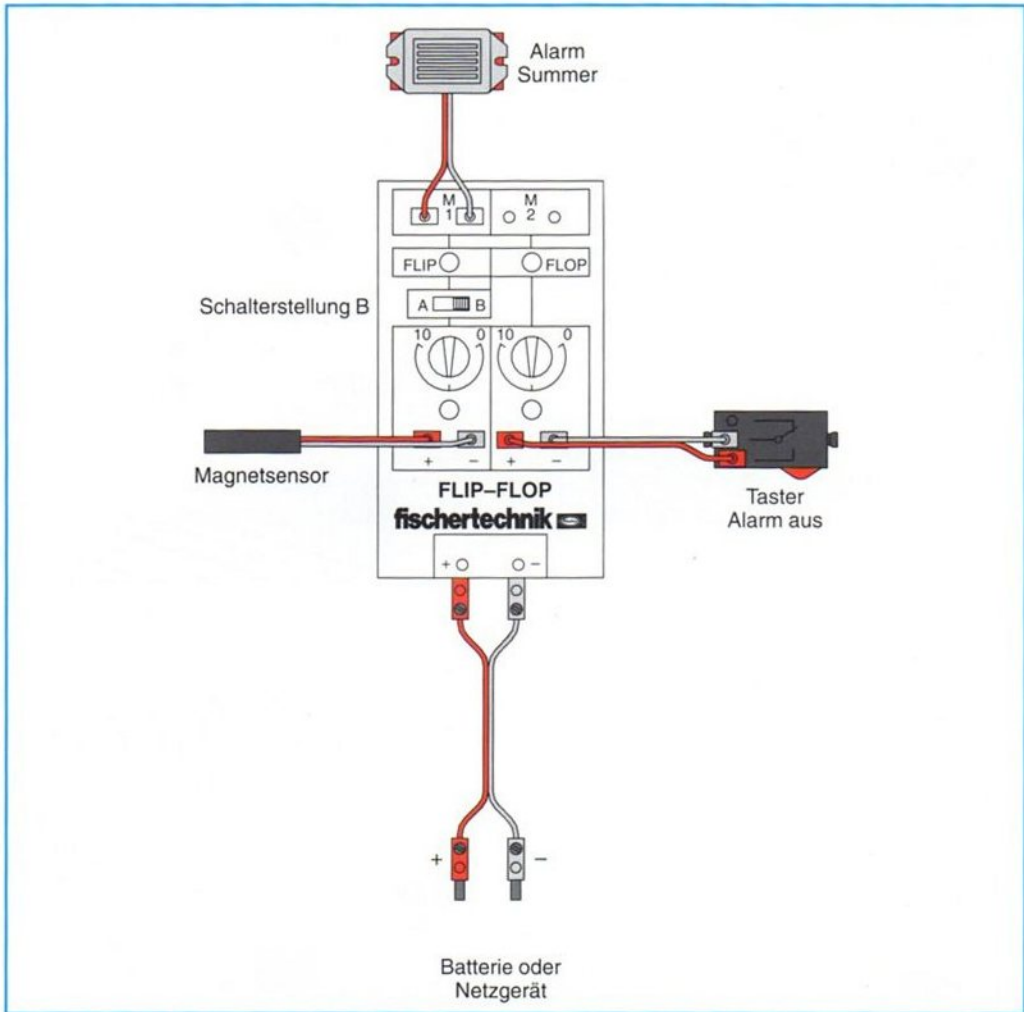 Alarm
Summer
M
1
M
2
FLIP
FLOP
Schalterstellung B
A
B
10
0
10
0
Magnetsensor
+
−
+
−
Taster
Alarm aus
FLIP–FLOP
fischertechnik
+
−
+
−
Batterie oder
Netzgerät